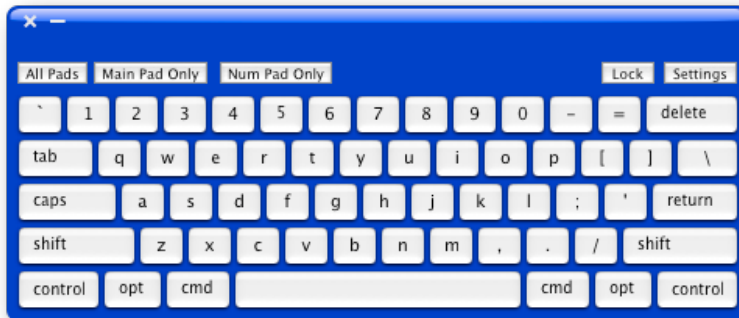 All Pads Main Pad Only Num Pad Only Lock Settings
` 1 2 3 4 5 6 7 8 9 0 - = delete
tab q w e r t y u i o p [ ] \
caps a s d f g h j k l ; ' return
shift z x c v b n m , . / shift
control opt cmd cmd opt control